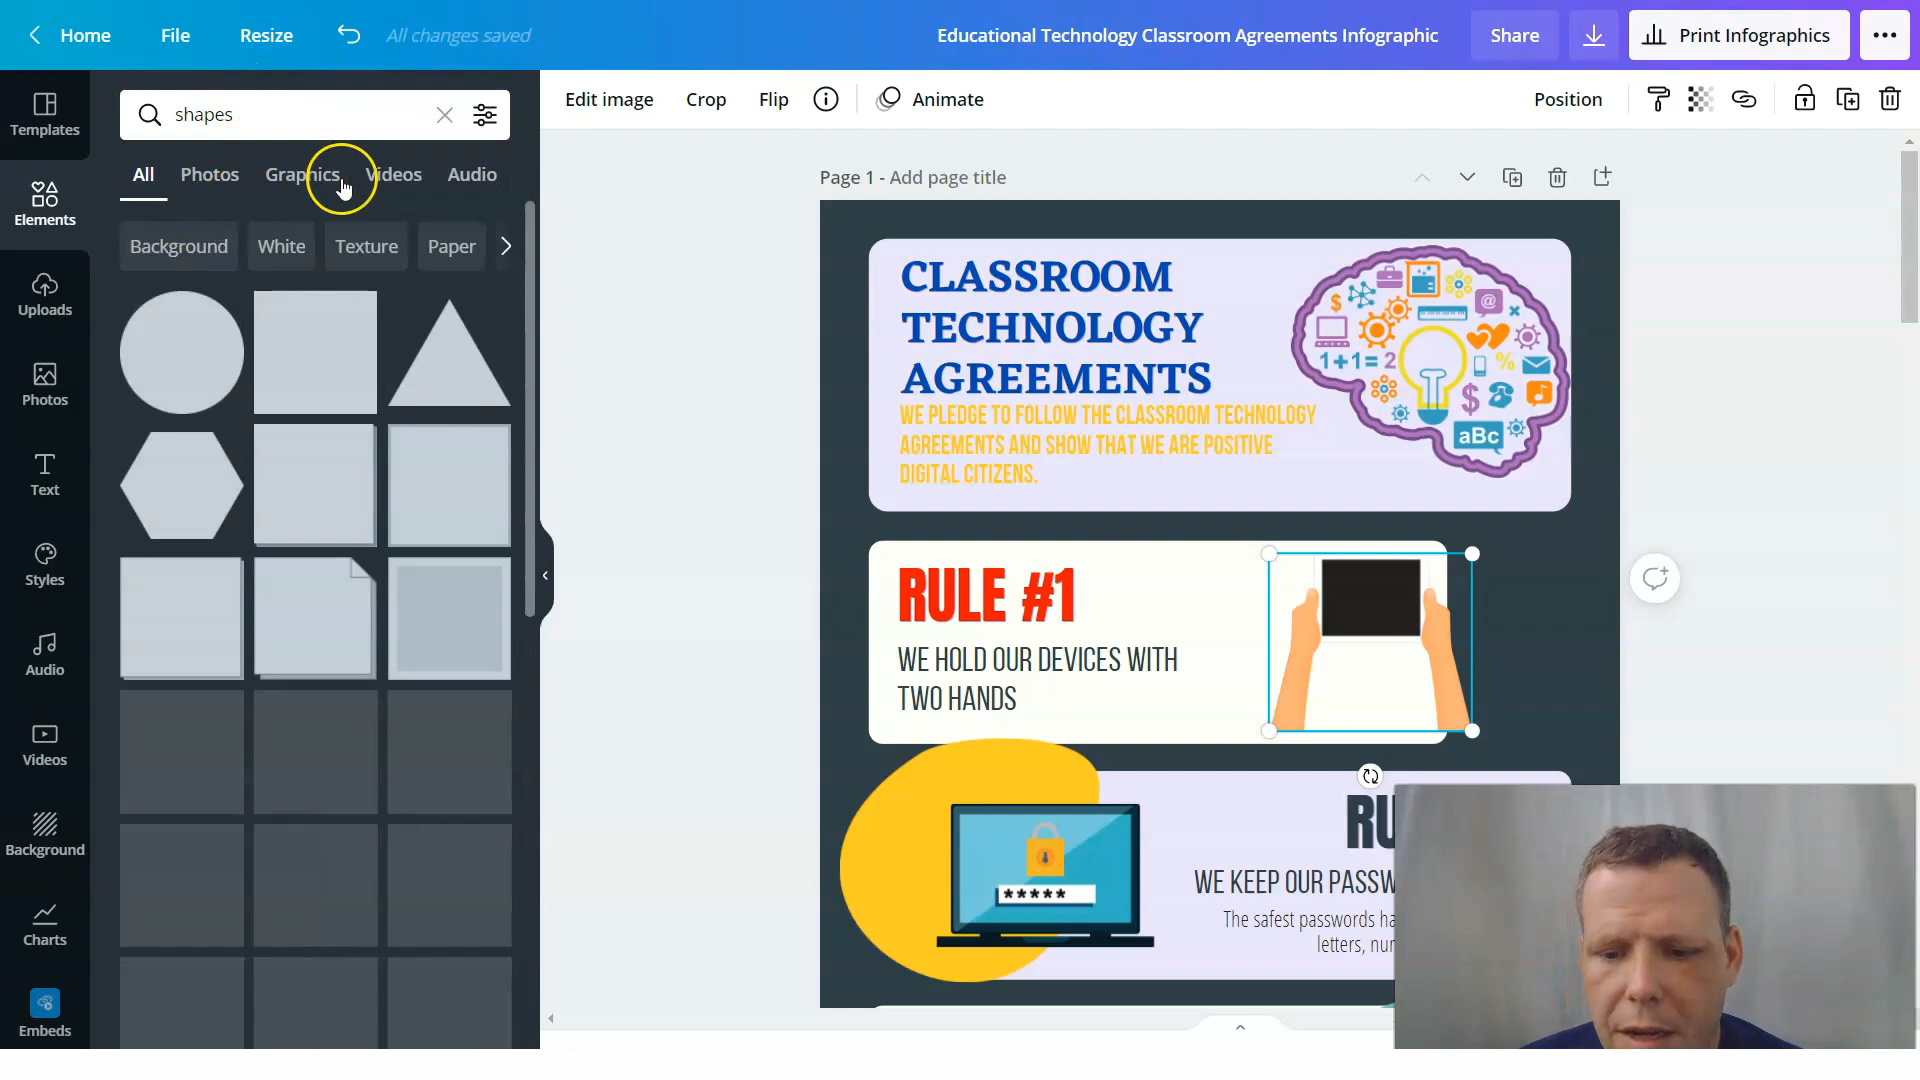 Home
File
Resize
All changes saved
Educational Technology Classroom Agreements Infographic
Share
Print Infographics
Templates
Elements
Uploads
Photos
Text
Styles
Audio
Videos
Background
Charts
Embeds
shapes
All
Photos
Graphics
Videos
Audio
Background
White
Texture
Paper
Edit image
Crop
Flip
Animate
Position
Page 1 - Add page title
CLASSROOM
TECHNOLOGY
AGREEMENTS
WE PLEDGE TO FOLLOW THE CLASSROOM TECHNOLOGY
AGREEMENTS AND SHOW THAT WE ARE POSITIVE
DIGITAL CITIZENS.
$
@
1+1=2
%
$
aBc
RULE #1
WE HOLD OUR DEVICES WITH
TWO HANDS
*****
RU
WE KEEP OUR PASSW
The safest passwords ha
letters, nu